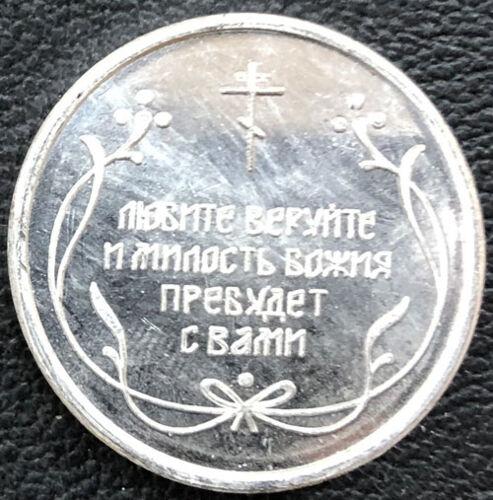 ЛЮБИТЕ ВЕРУЙТЕ
И МИЛОСТЬ БОЖИЯ
ПРЕБУДЕТ
С ВАМИ